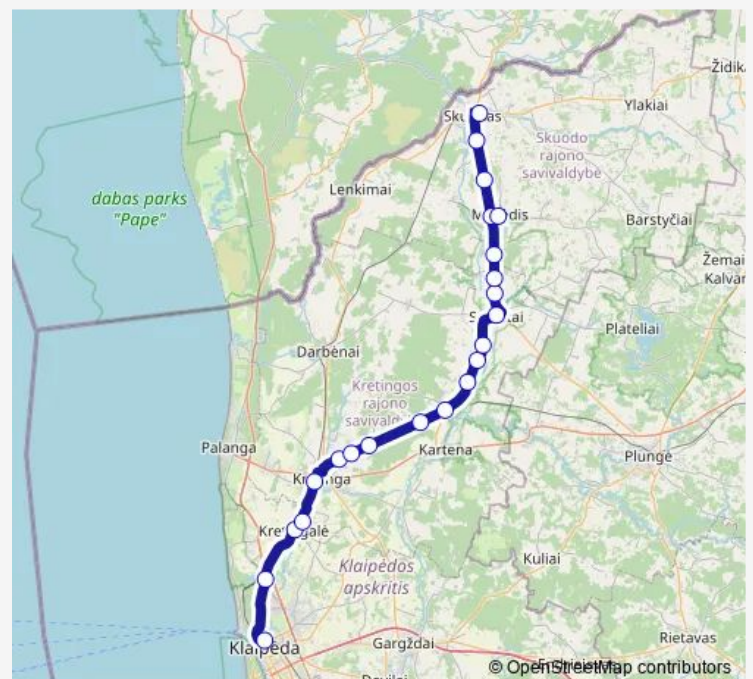 Židik
Ylakiai
Skuodo
rajono
savivaldybė
Lenkimai
dabas parks
"Pape"
Barstyčiai
Žemai
Kalvar
Plateliai
Darbėnai
Kretingos
rajono
Palanga
Kartena
Plungė
Kuliai
Klaipėdos
apskritis
Klaipėda
Gargždai
Rietavas
© OpenStreetMap contributors